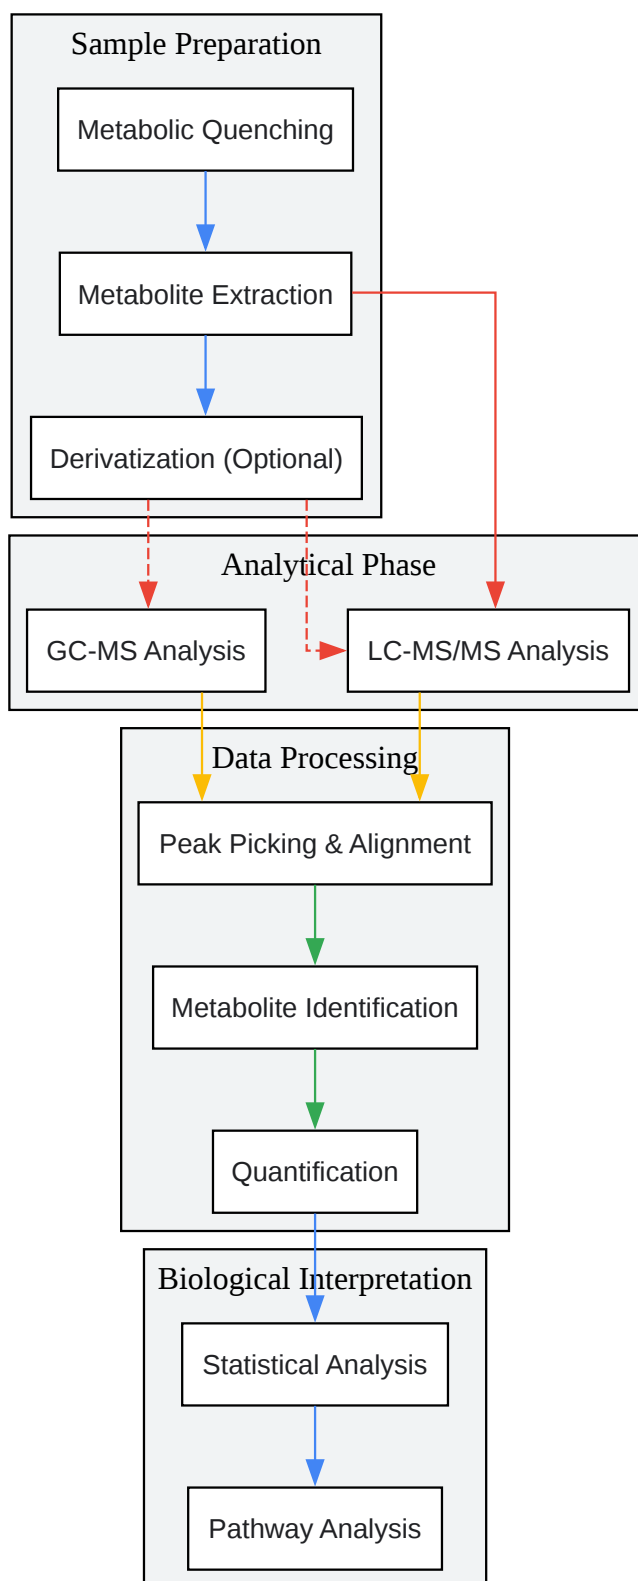 Sample Preparation
Metabolic Quenching
Metabolite Extraction
Derivatization (Optional)
Analytical Phase
GC-MS Analysis
LC-MS/MS Analysis
Data Processing
Peak Picking & Alignment
Metabolite Identification
Quantification
Biological Interpretation
Statistical Analysis
Pathway Analysis